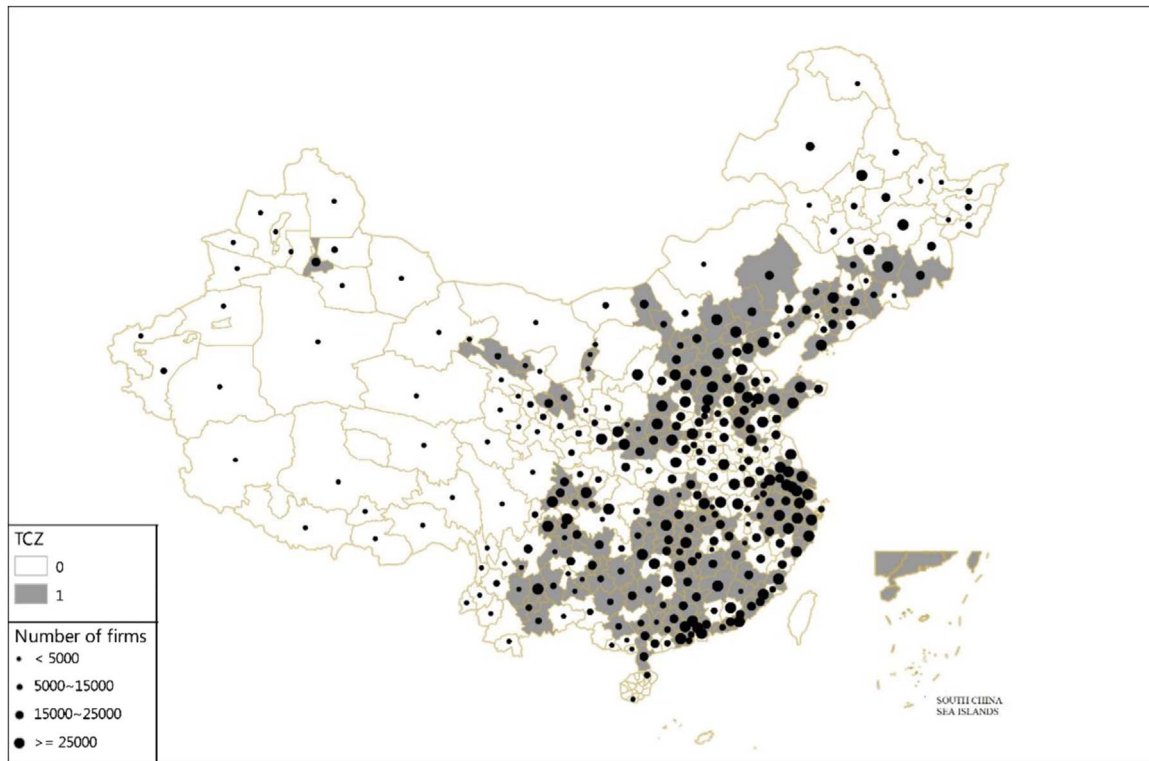 TCZ
0
1
Number of firms
< 5000
5000~15000
15000~25000
>= 25000
SOUTH CHINA
SEA ISLANDS